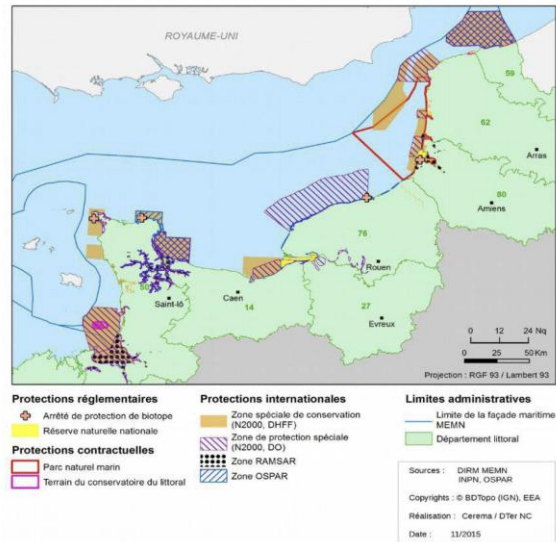 ROYAUME-UNI
59
62
Arras
80
Amiens
76
Rouen
Caen
Saint-lô
50
14
27
Evreux
0 12 24 Nq
0 25 50 Km
Projection : RGF 93 / Lambert 93
Protections réglementaires
Arrêté de protection de biotope
Réserve naturelle nationale
Protections contractuelles
Parc naturel marin
Terrain du conservatoire du littoral
Protections internationales
Zone spéciale de conservation
(N2000, DHFF)
Zone de protection spéciale
(N2000, DO)
Zone RAMSAR
Zone OSPAR
Limites administratives
Limite de la façade maritime
MEMN
Département littoral
Sources : DIRM MEMN
INPN, OSPAR
Copyrights : © BDTopo (IGN), EEA
Réalisation : Cerema / DTer NC
Date : 11/2015